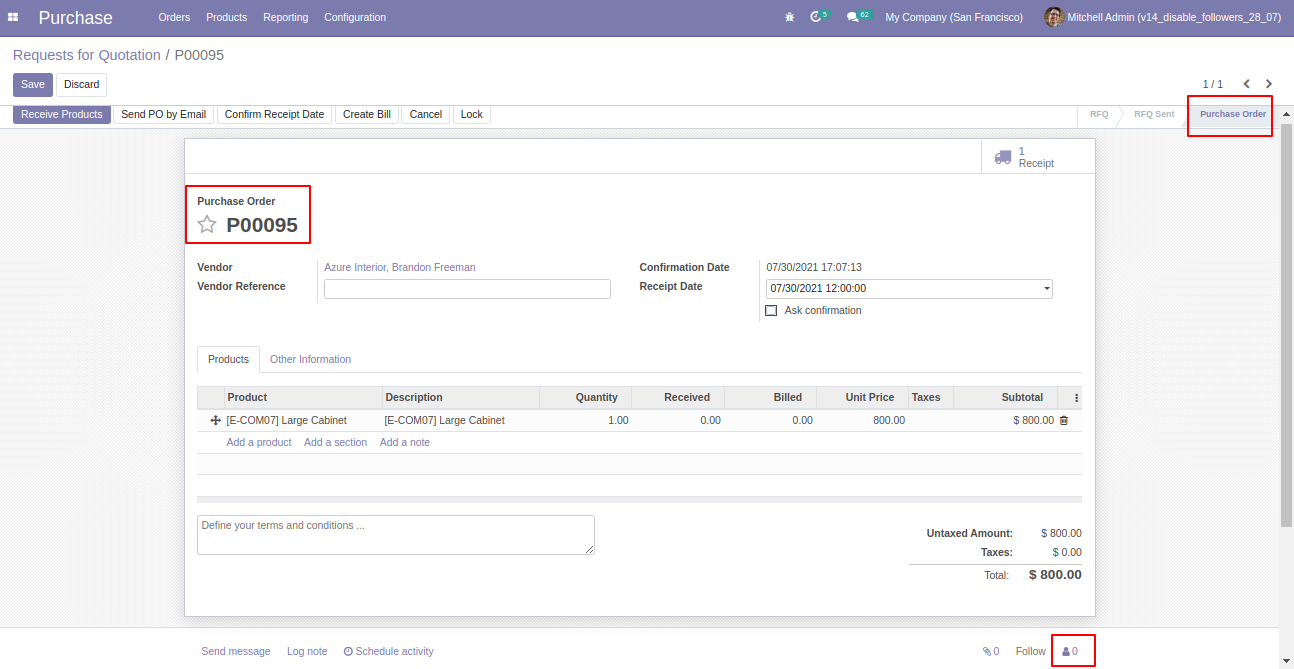 Purchase Orders Products Reporting Configuration 5 62 My Company (San Francisco) Mitchell Admin (v14_disable_followers_28_07)
Requests for Quotation / P00095
Save Discard 1 / 1
Receive Products Send PO by Email Confirm Receipt Date Create Bill Cancel Lock RFQ RFQ Sent Purchase Order
1
Receipt
Purchase Order
P00095
Vendor Azure Interior, Brandon Freeman Confirmation Date 07/30/2021 17:07:13
Vendor Reference Receipt Date 07/30/2021 12:00:00
Ask confirmation
Products Other Information
Product Description Quantity Received Billed Unit Price Taxes Subtotal
[E-COM07] Large Cabinet [E-COM07] Large Cabinet 1.00 0.00 0.00 800.00 $ 800.00
Add a product Add a section Add a note
Define your terms and conditions ...
Untaxed Amount: $ 800.00
Taxes: $ 0.00
Total: $ 800.00
Send message Log note Schedule activity 0 Follow 0